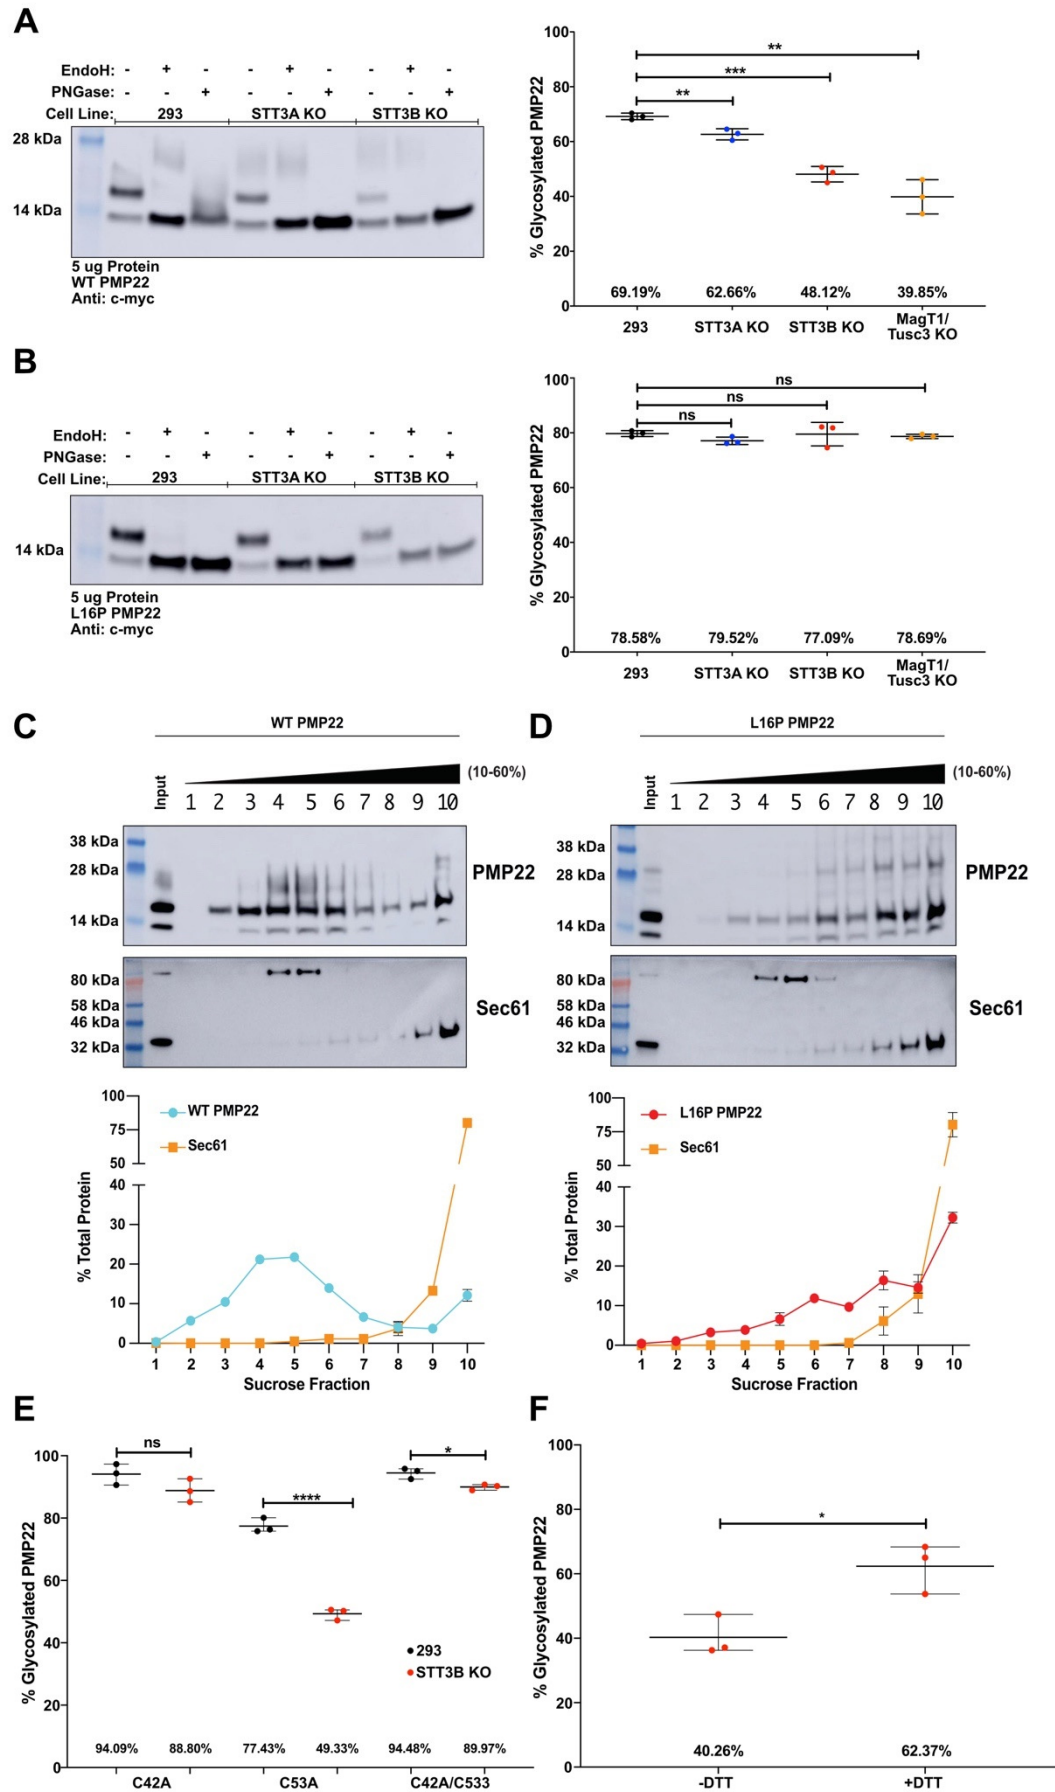 A
EndoH: - + - - + - - + -
PNGase: - - + - - + - - +
Cell Line: 293 STT3A KO STT3B KO
28 kDa
14 kDa
5 ug Protein
WT PMP22
Anti: c-myc
% Glycosylated PMP22
100
80
60
40
20
0
**
***
**
69.19% 62.66% 48.12% 39.85%
293 STT3A KO STT3B KO MagT1/
Tusc3 KO
B
EndoH: - + - - + - - + -
PNGase: - - + - - + - - +
Cell Line: 293 STT3A KO STT3B KO
14 kDa
5 ug Protein
L16P PMP22
Anti: c-myc
% Glycosylated PMP22
100
80
60
40
20
0
ns
ns
ns
78.58% 79.52% 77.09% 78.69%
293 STT3A KO STT3B KO MagT1/
Tusc3 KO
C
WT PMP22
(10-60%)
Input 1 2 3 4 5 6 7 8 9 10
38 kDa
28 kDa
14 kDa
PMP22
80 kDa
58 kDa
46 kDa
32 kDa
Sec61
% Total Protein
100
75
50
40
30
20
10
0
WT PMP22
Sec61
1 2 3 4 5 6 7 8 9 10
Sucrose Fraction
D
L16P PMP22
(10-60%)
Input 1 2 3 4 5 6 7 8 9 10
38 kDa
28 kDa
14 kDa
PMP22
80 kDa
58 kDa
46 kDa
32 kDa
Sec61
% Total Protein
100
75
50
40
30
20
10
0
L16P PMP22
Sec61
1 2 3 4 5 6 7 8 9 10
Sucrose Fraction
E
% Glycosylated PMP22
100
80
60
40
20
0
ns
****
*
293
STT3B KO
94.09% 88.80% 77.43% 49.33% 94.48% 89.97%
C42A C53A C42A/C533
F
% Glycosylated PMP22
100
80
60
40
20
0
*
40.26% 62.37%
-DTT +DTT